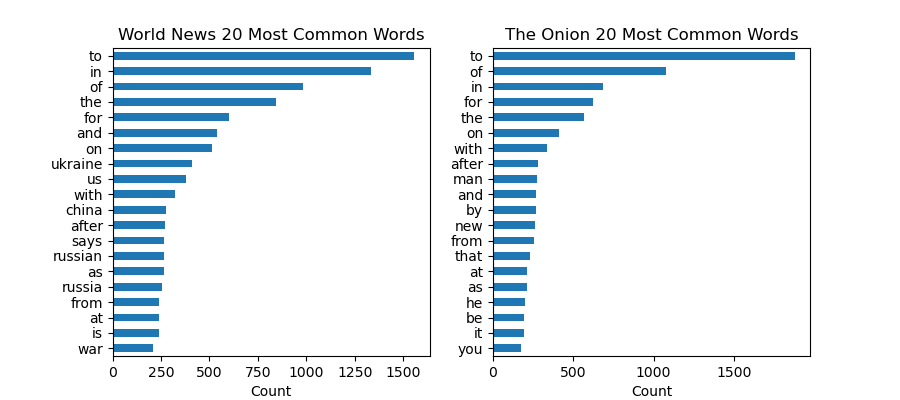 World News 20 Most Common Words
to
in
of
the
for
and
on
ukraine
us
with
china
after
says
russian
as
russia
from
at
is
war
0 250 500 750 1000 1250 1500
Count
The Onion 20 Most Common Words
to
of
in
for
the
on
with
after
man
and
by
new
from
that
at
as
he
be
it
you
0 500 1000 1500
Count